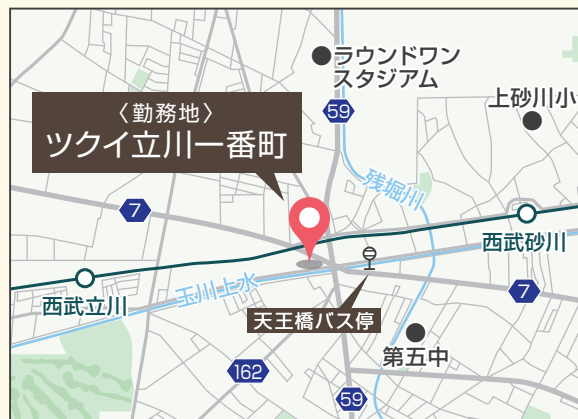 ラウンドワン
スタジアム
上砂川小
〈勤務地〉
ツクイ立川一番町
59
残堀川
7
西武砂川
西武立川
玉川上水
天王橋バス停
7
第五中
162
59